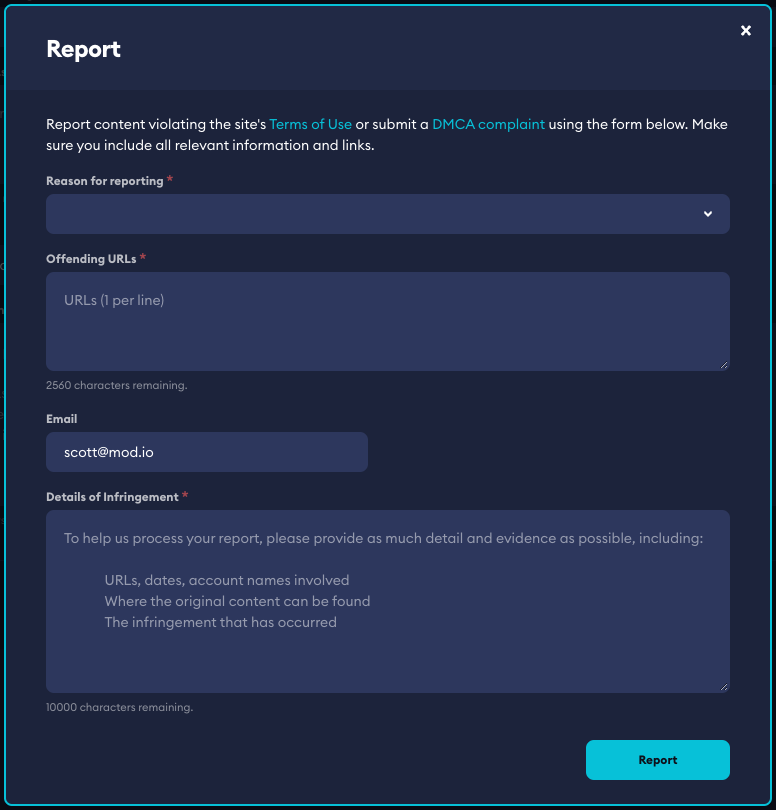 Report
Report content violating the site's Terms of Use or submit a DMCA complaint using the form below. Make
sure you include all relevant information and links.
Reason for reporting *
Offending URLs *
URLs (1 per line)
2560 characters remaining.
Email
scott@mod.io
Details of Infringement *
To help us process your report, please provide as much detail and evidence as possible, including:
URLs, dates, account names involved
Where the original content can be found
The infringement that has occurred
10000 characters remaining.
Report